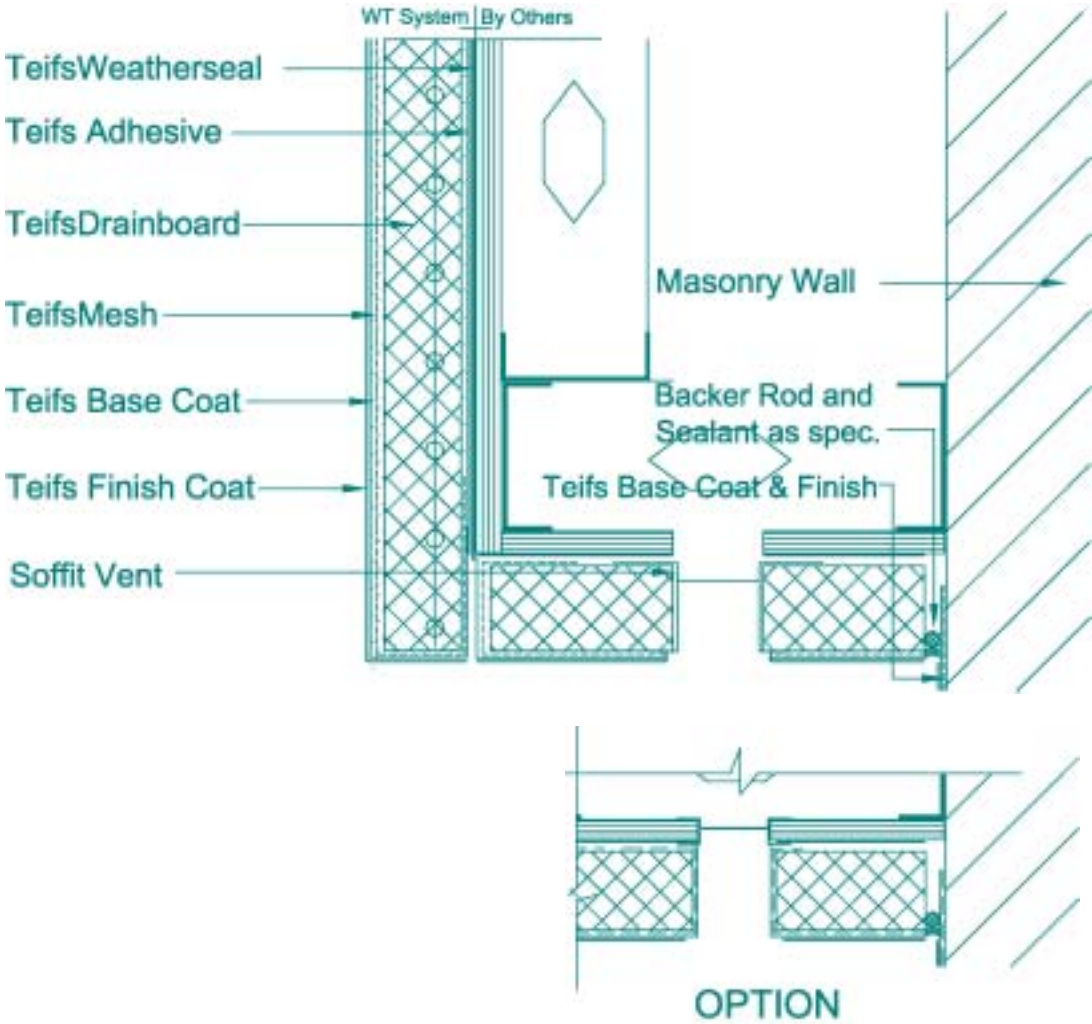 WT System By Others
TeifsWeatherseal
Teifs Adhesive
TeifsDrainboard
TeifsMesh
Teifs Base Coat
Teifs Finish Coat
Soffit Vent
Masonry Wall
Backer Rod and
Sealant as spec.
Teifs Base Coat & Finish
OPTION